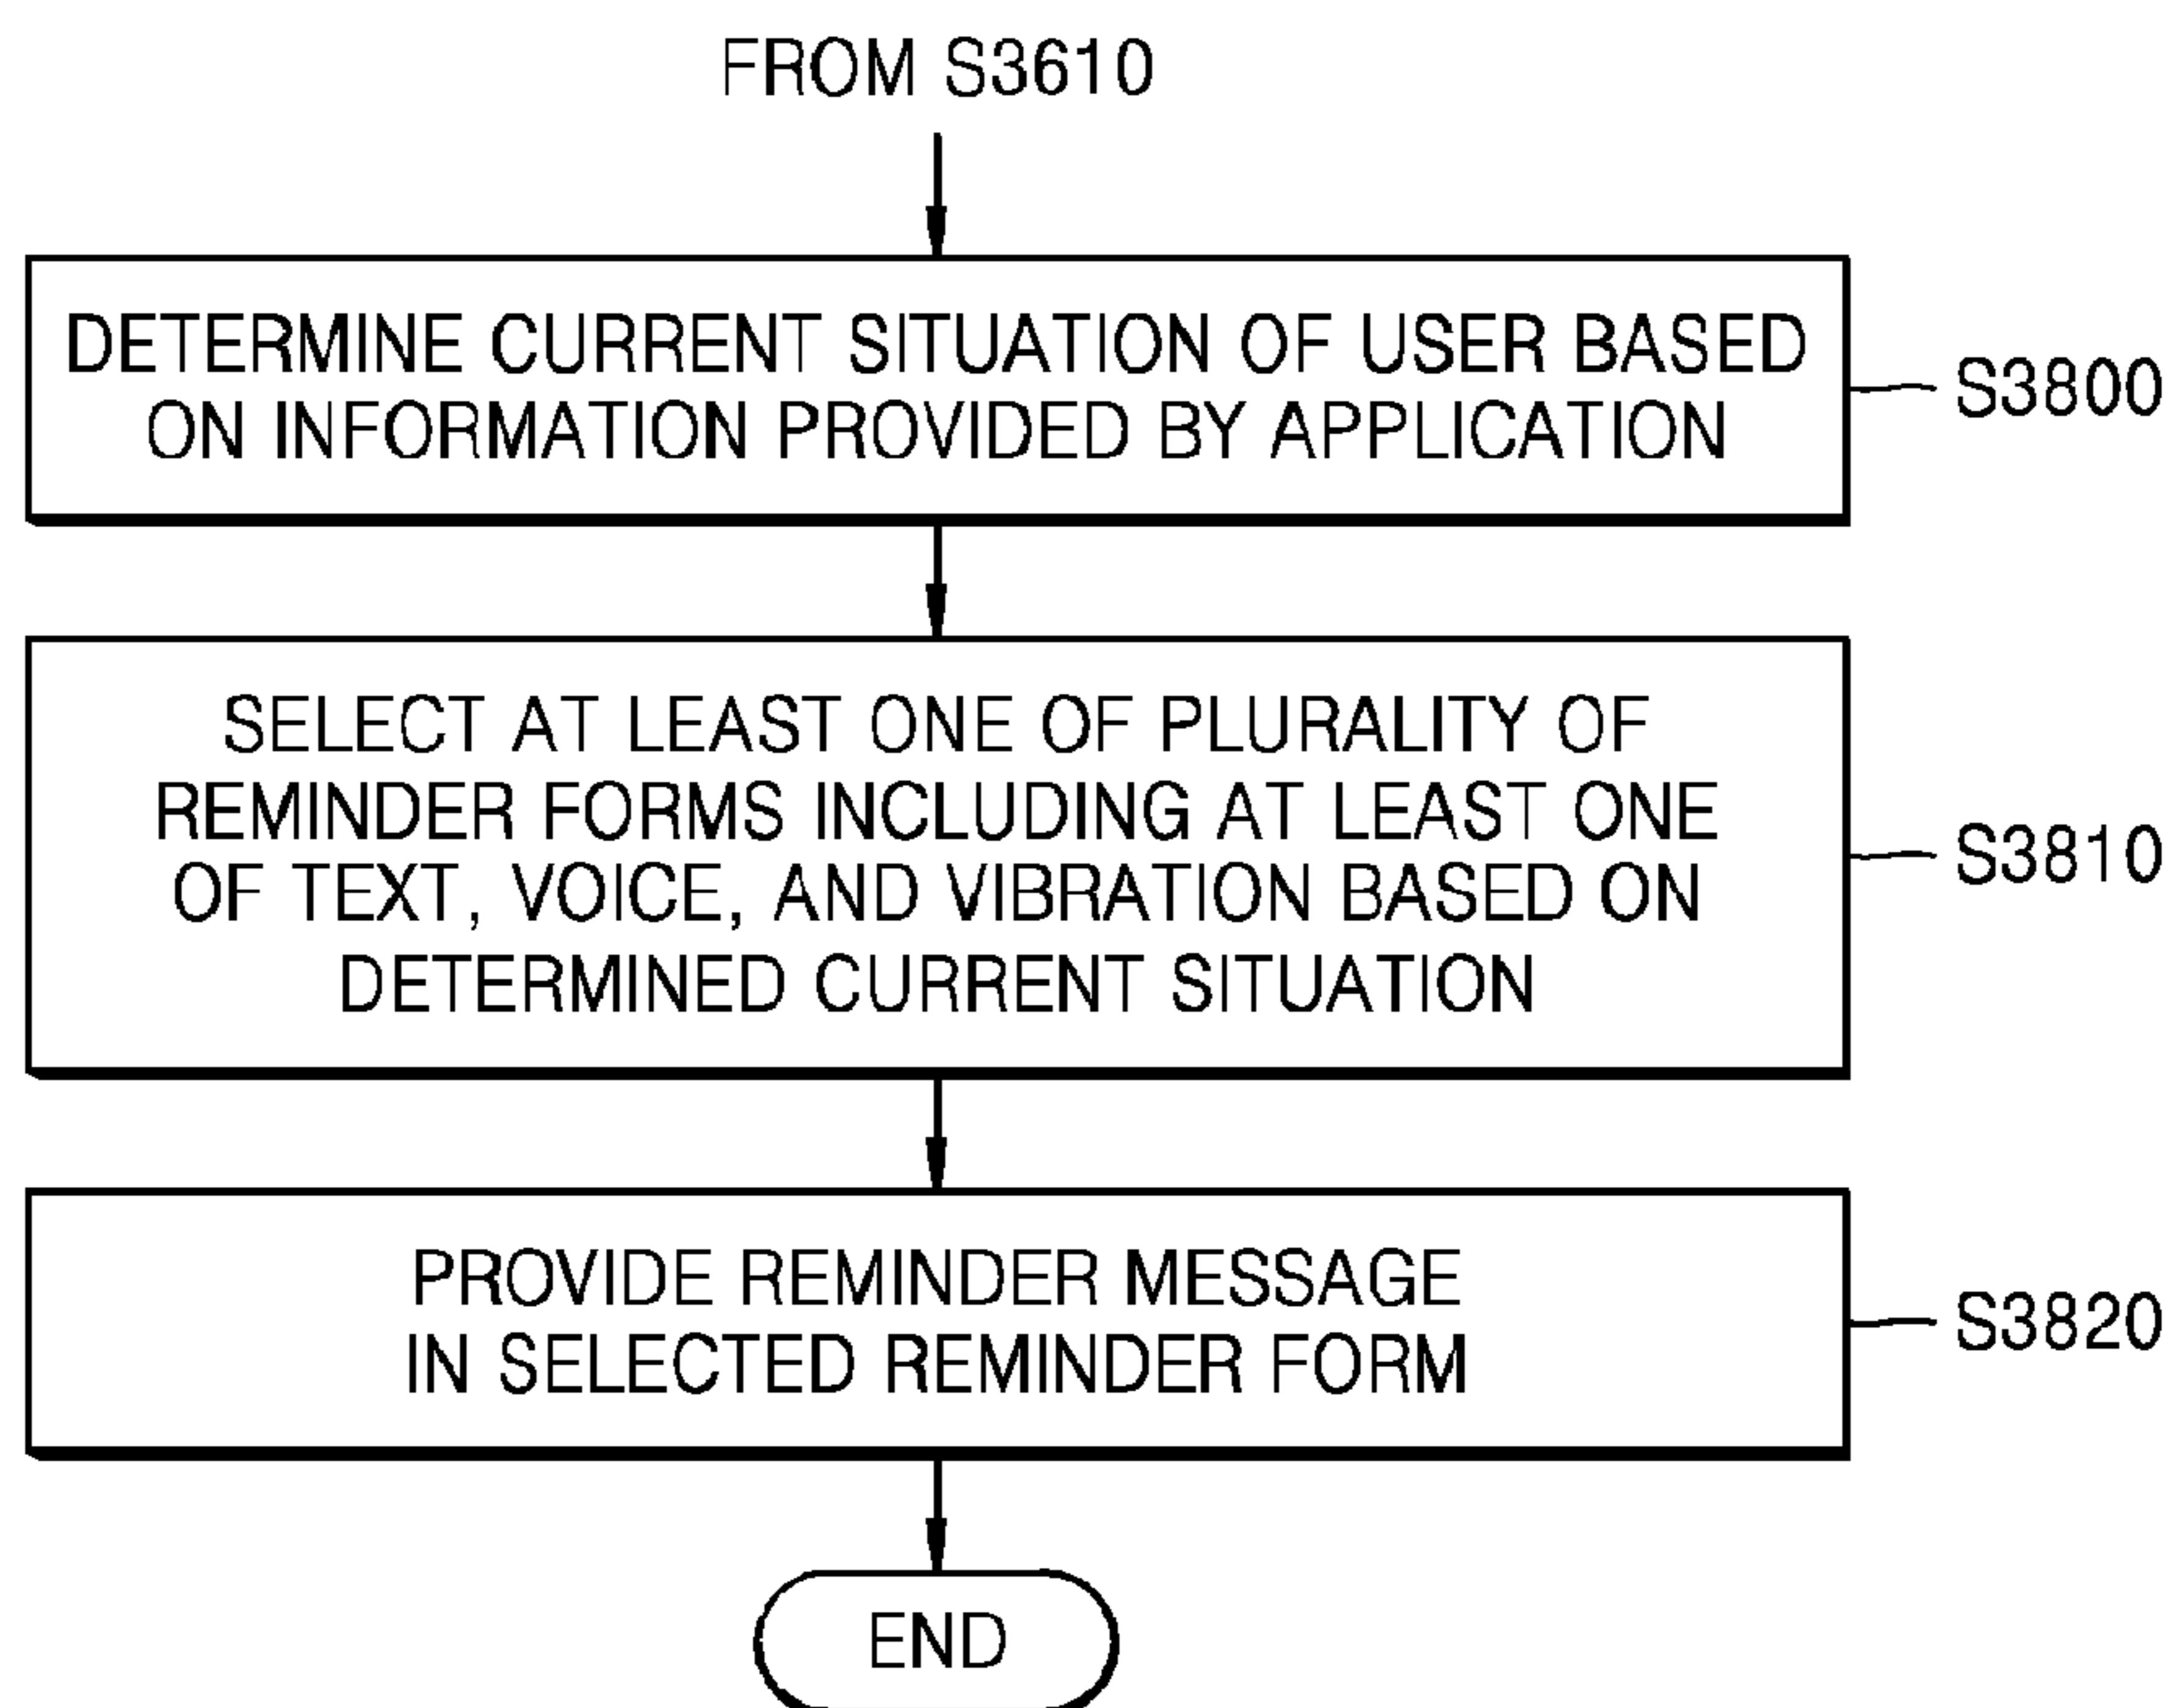 FROM S3610
DETERMINE CURRENT SITUATION OF USER BASED
ON INFORMATION PROVIDED BY APPLICATION
S3800
SELECT AT LEAST ONE OF PLURALITY OF
REMINDER FORMS INCLUDING AT LEAST ONE
OF TEXT, VOICE, AND VIBRATION BASED ON
DETERMINED CURRENT SITUATION
S3810
PROVIDE REMINDER MESSAGE
IN SELECTED REMINDER FORM
S3820
END